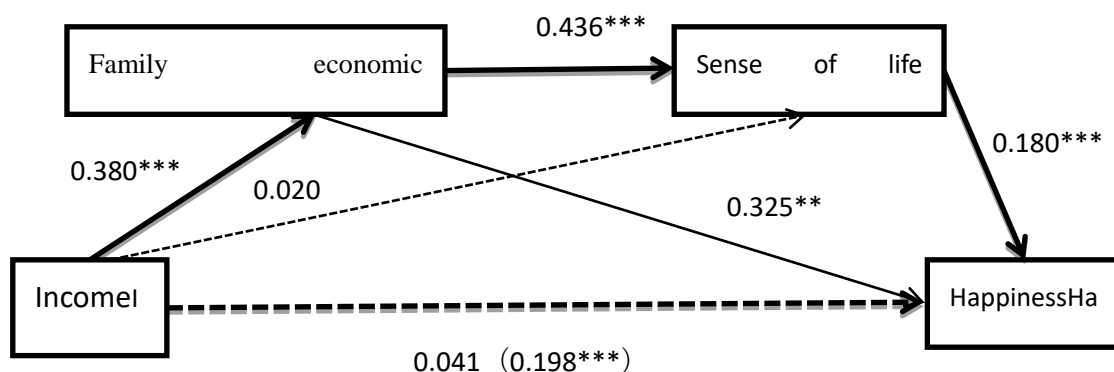 0.436***
Family economic
Sense of life
0.380***
0.020
0.180***
0.325**
IncomeI
HappinessHa
0.041（0.198***）